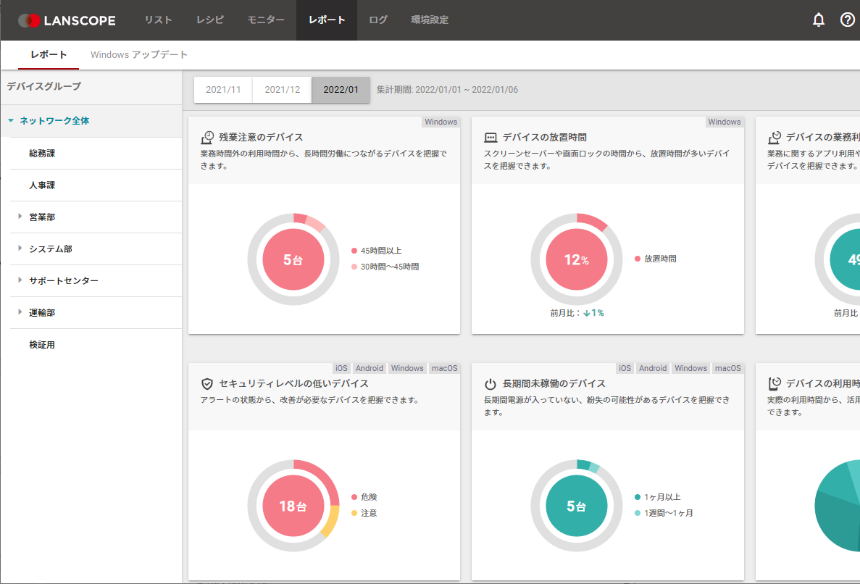 LANSCOPE リスト レシピ モニター レポート ログ 環境設定
レポート Windows アップデート
デバイスグループ
ネットワーク全体
総務課
人事課
営業部
システム部
サポートセンター
運輸部
検証用
2021/11 2021/12 2022/01 集計期間: 2022/01/01 ~ 2022/01/06
Windows
残業注意のデバイス
業務時間外の利用時間から、長時間労働につながるデバイスを把握で
きます。
5台
45時間以上
30時間〜45時間
Windows
デバイスの放置時間
スクリーンセーバーや画面ロックの時間から、放置時間が多いデバイ
スを把握できます。
12%
放置時間
前月比：↓1%
デバイスの業務利
業務に関するアプリ利用や
デバイスを把握できます。
49
前月比
iOS Android Windows macOS
セキュリティレベルの低いデバイス
アラートの状態から、改善が必要なデバイスを把握できます。
18台
危険
注意
iOS Android Windows macOS
長期間未稼働のデバイス
長期間電源が入っていない、紛失の可能性があるデバイスを把握でき
ます。
5台
1ヶ月以上
1週間〜1ヶ月
デバイスの利用時
実際の利用時間から、活用
できます。